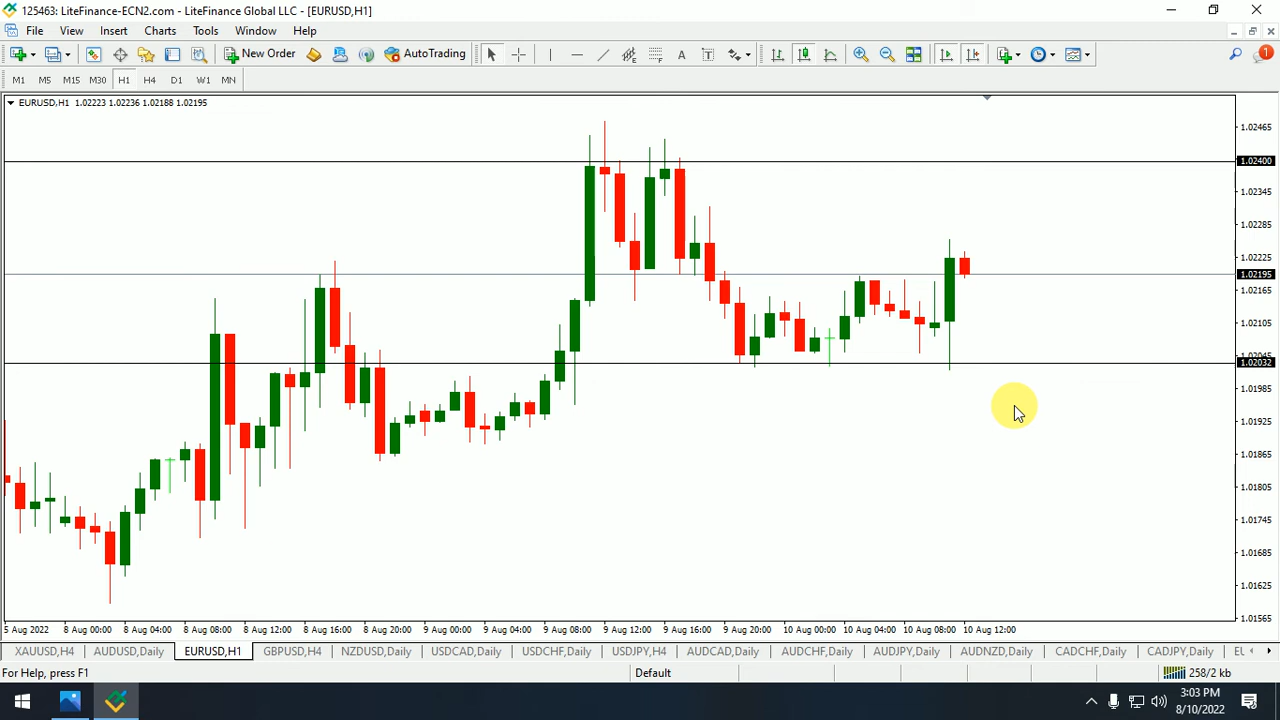 125463: LiteFinance-ECN2.com - LiteFinance Global LLC - [EURUSD,H1]
File View Insert Charts Tools Window Help
New Order AutoTrading
M1 M5 M15 M30 H1 H4 D1 W1 MN
EURUSD,H1 1.02223 1.02236 1.02188 1.02195
1.02465
1.02400
1.02345
1.02285
1.02225
1.02195
1.02165
1.02105
1.02045
1.02032
1.01985
1.01925
1.01865
1.01805
1.01745
1.01685
1.01625
1.01565
5 Aug 2022 8 Aug 00:00 8 Aug 04:00 8 Aug 08:00 8 Aug 12:00 8 Aug 16:00 8 Aug 20:00 9 Aug 00:00 9 Aug 04:00 9 Aug 08:00 9 Aug 12:00 9 Aug 16:00 9 Aug 20:00 10 Aug 00:00 10 Aug 04:00 10 Aug 08:00 10 Aug 12:00
XAUUSD,H4 AUDUSD,Daily EURUSD,H1 GBPUSD,H4 NZDUSD,Daily USDCAD,Daily USDCHF,Daily USDJPY,H4 AUDCAD,Daily AUDCHF,Daily AUDJPY,Daily AUDNZD,Daily CADCHF,Daily CADJPY,Daily EU
For Help, press F1 Default 258/2 kb
3:03 PM
8/10/2022